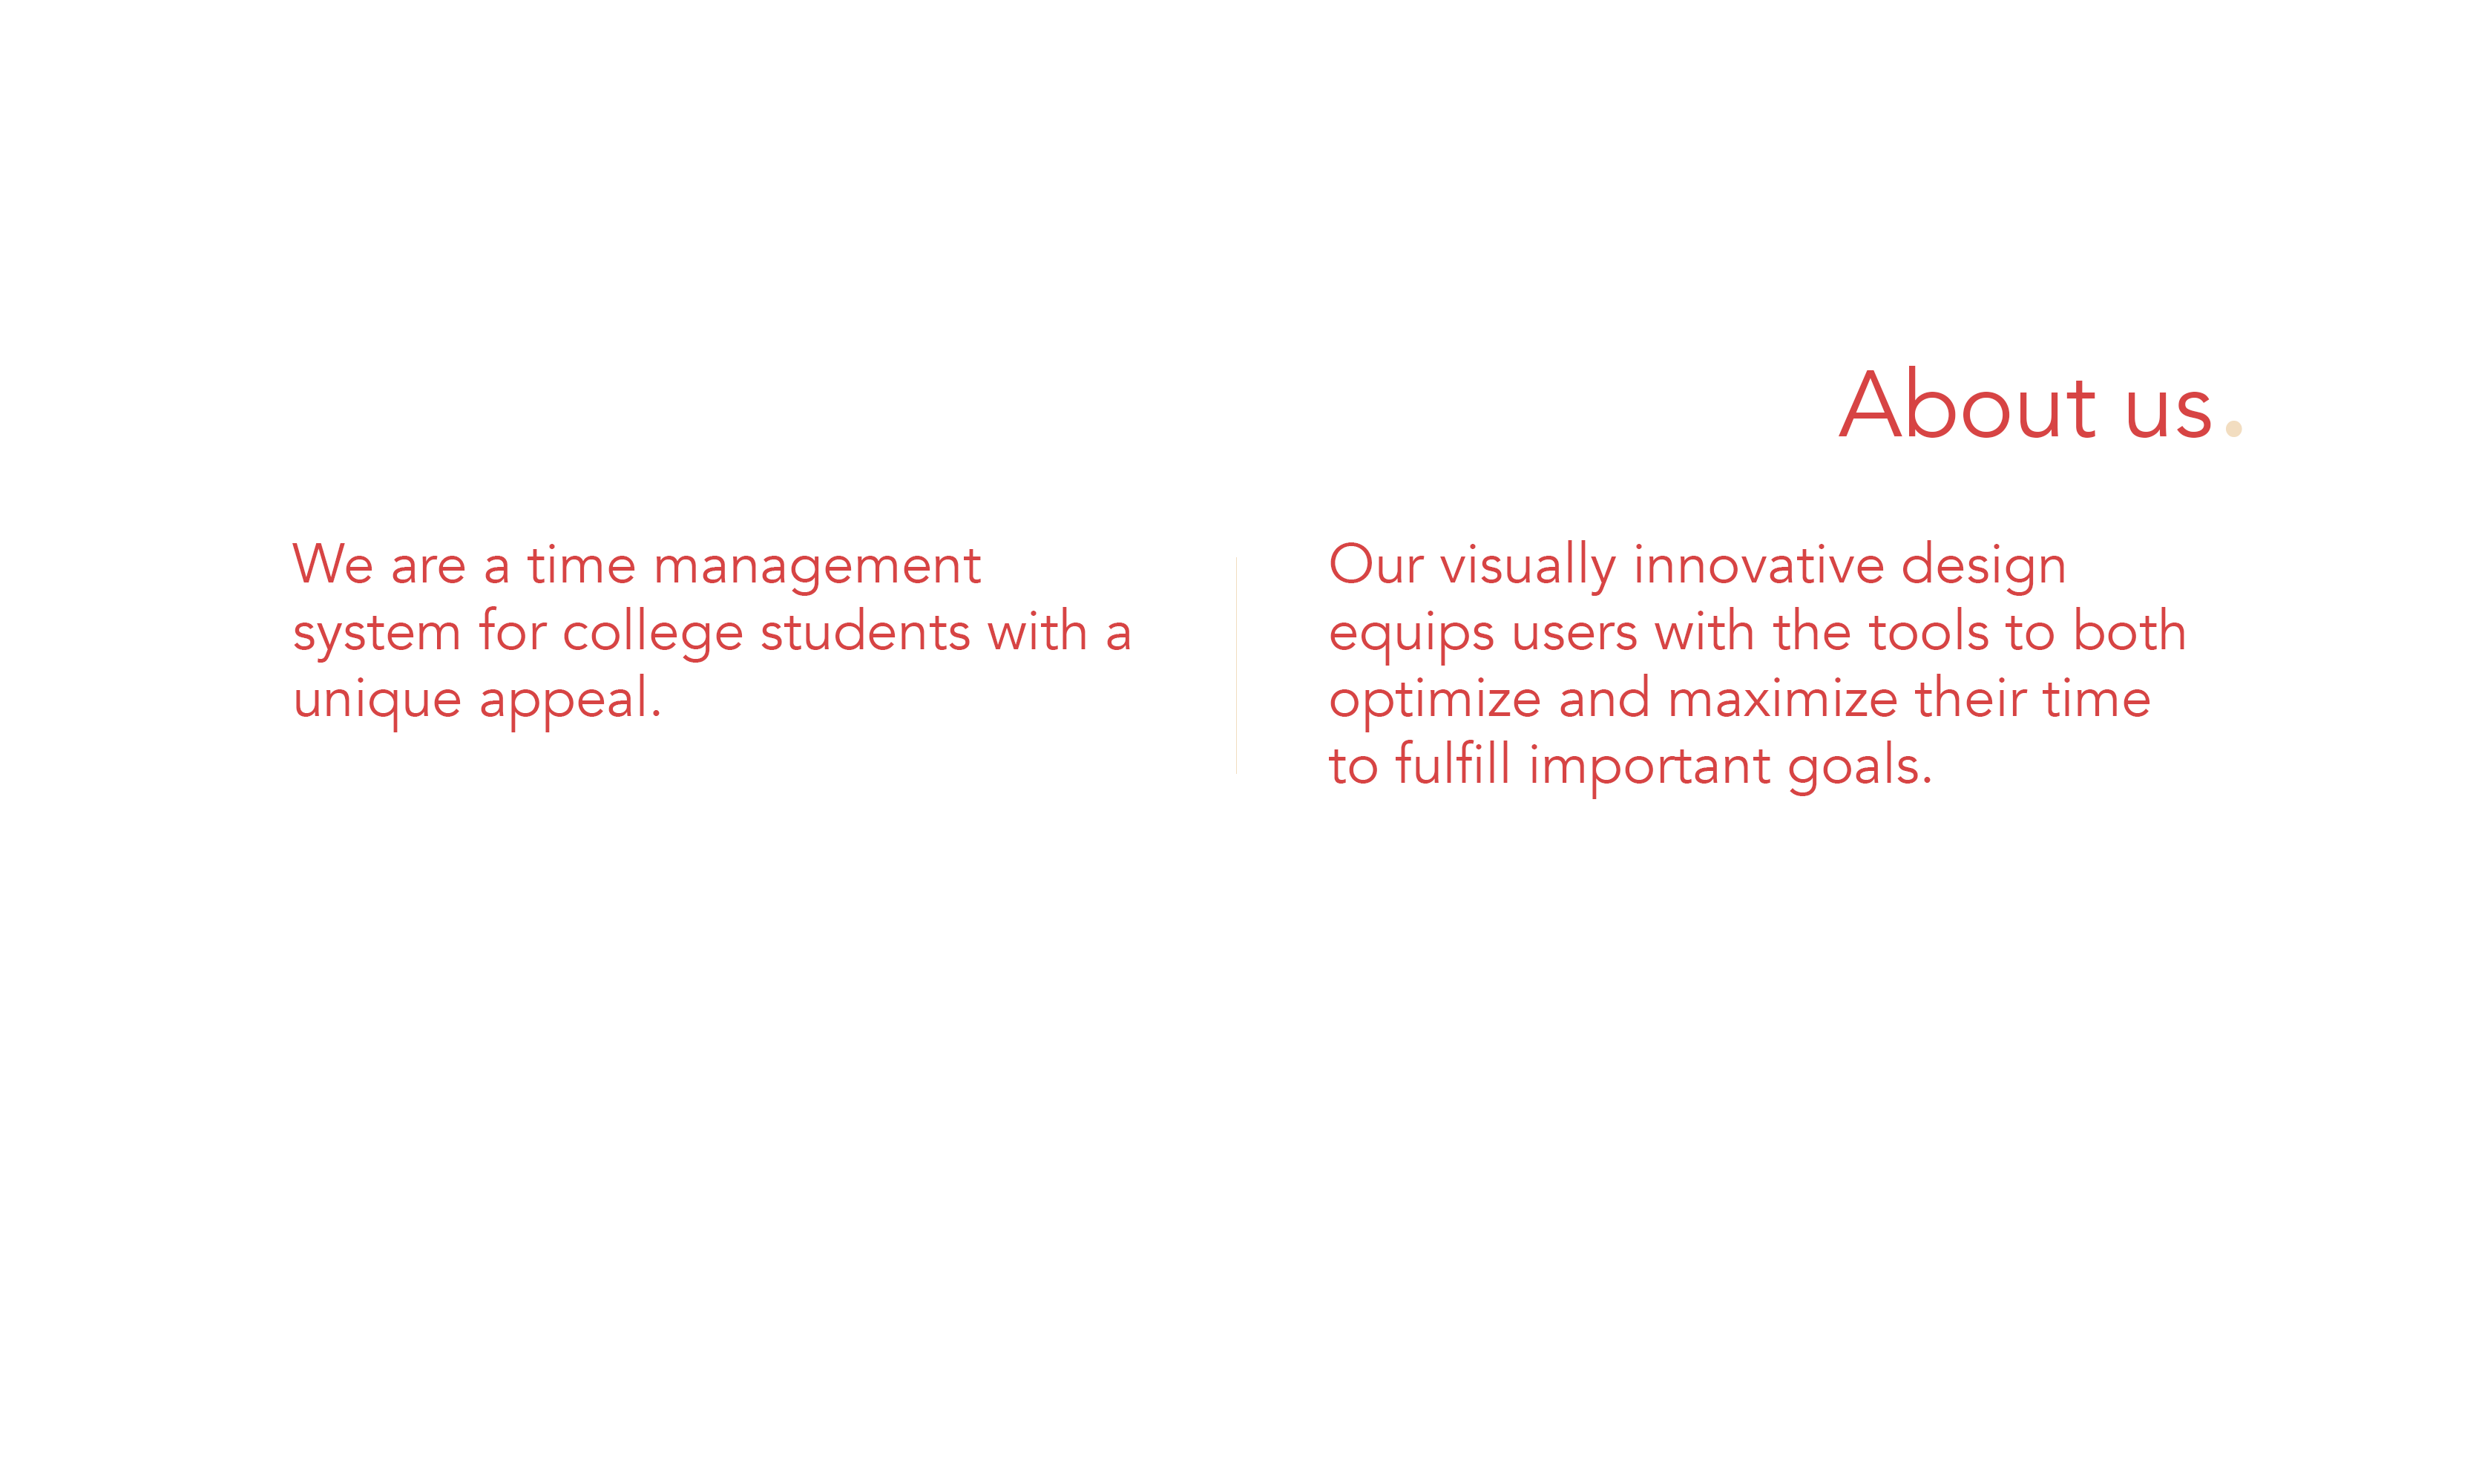 About us.
We are a time management
system for college students with a
unique appeal.
Our visually innovative design
equips users with the tools to both
optimize and maximize their time
to fulfill important goals.